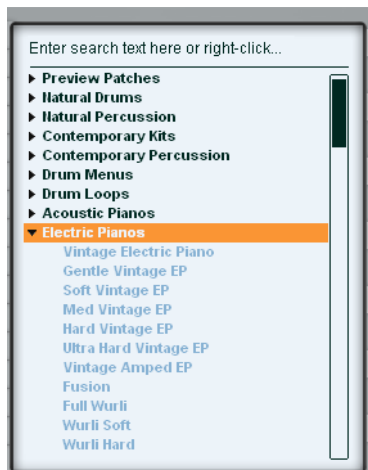 Enter search text here or right-click...
Preview Patches
Natural Drums
Natural Percussion
Contemporary Kits
Contemporary Percussion
Drum Menus
Drum Loops
Acoustic Pianos
Electric Pianos
Vintage Electric Piano
Gentle Vintage EP
Soft Vintage EP
Med Vintage EP
Hard Vintage EP
Ultra Hard Vintage EP
Vintage Amped EP
Fusion
Full Wurli
Wurli Soft
Wurli Hard